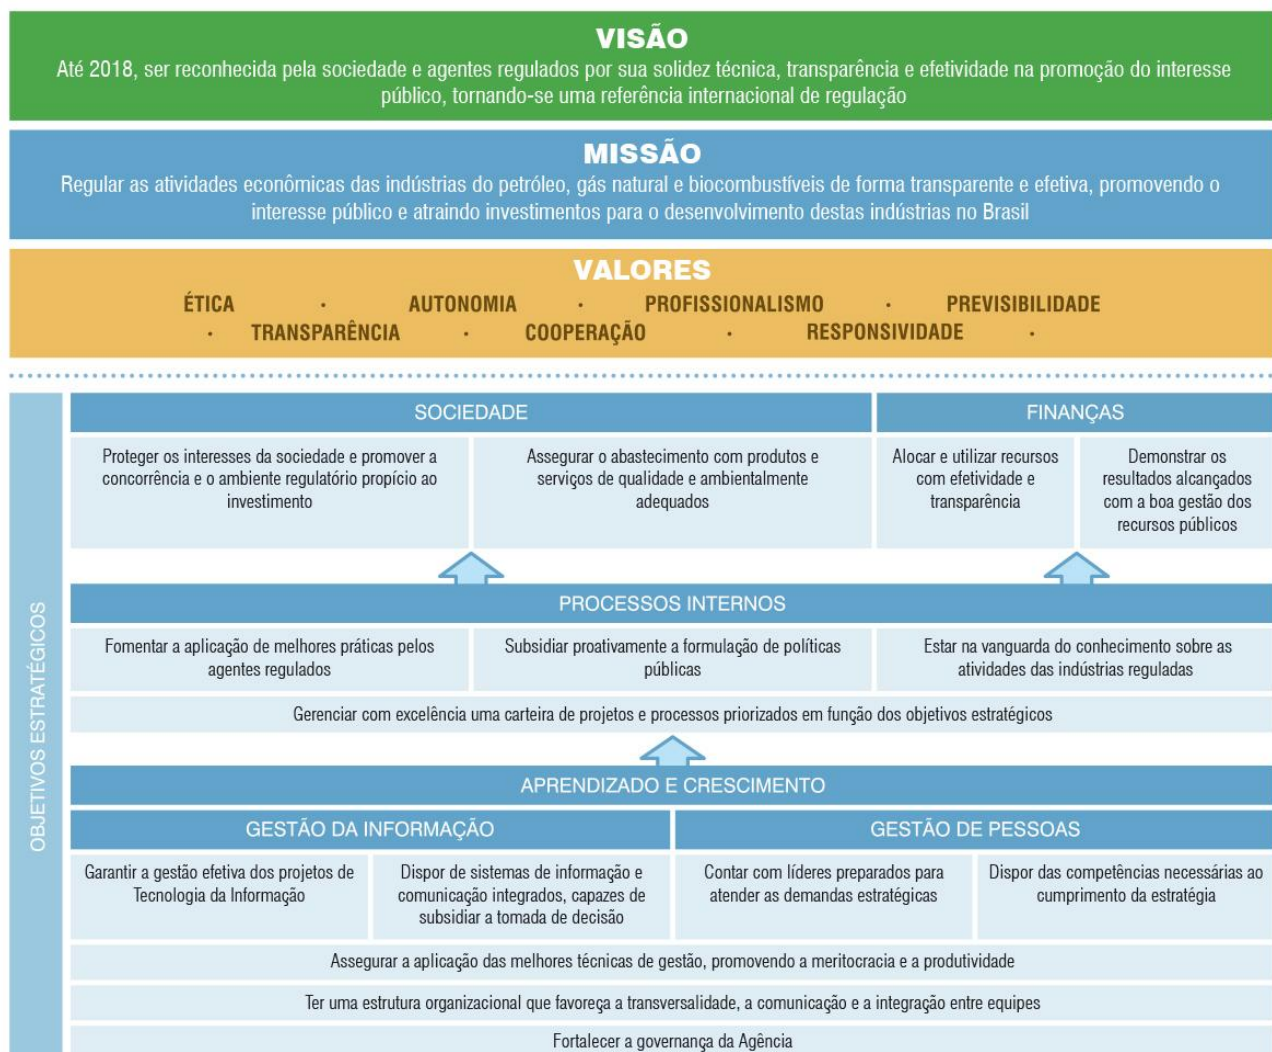 VISÃO
Até 2018, ser reconhecida pela sociedade e agentes regulados por sua solidez técnica, transparência e efetividade na promoção do interesse
público, tornando-se uma referência internacional de regulação
MISSÃO
Regular as atividades econômicas das indústrias do petróleo, gás natural e biocombustíveis de forma transparente e efetiva, promovendo o
interesse público e atraindo investimentos para o desenvolvimento destas indústrias no Brasil
VALORES
ÉTICA · AUTONOMIA · PROFISSIONALISMO · PREVISIBILIDADE
· TRANSPARÊNCIA · COOPERAÇÃO · RESPONSIVIDADE ·
OBJETIVOS ESTRATÉGICOS
SOCIEDADE
Proteger os interesses da sociedade e promover a
concorrência e o ambiente regulatório propício ao
investimento
Assegurar o abastecimento com produtos e
serviços de qualidade e ambientalmente
adequados
FINANÇAS
Alocar e utilizar recursos
com efetividade e
transparência
Demonstrar os
resultados alcançados
com a boa gestão dos
recursos públicos
PROCESSOS INTERNOS
Fomentar a aplicação de melhores práticas pelos
agentes regulados
Subsidiar proativamente a formulação de políticas
públicas
Estar na vanguarda do conhecimento sobre as
atividades das indústrias reguladas
Gerenciar com excelência uma carteira de projetos e processos priorizados em função dos objetivos estratégicos
APRENDIZADO E CRESCIMENTO
GESTÃO DA INFORMAÇÃO
Garantir a gestão efetiva dos projetos de
Tecnologia da Informação
Dispor de sistemas de informação e
comunicação integrados, capazes de
subsidiar a tomada de decisão
GESTÃO DE PESSOAS
Contar com líderes preparados para
atender as demandas estratégicas
Dispor das competências necessárias ao
cumprimento da estratégia
Assegurar a aplicação das melhores técnicas de gestão, promovendo a meritocracia e a produtividade
Ter uma estrutura organizacional que favoreça a transversalidade, a comunicação e a integração entre equipes
Fortalecer a governança da Agência